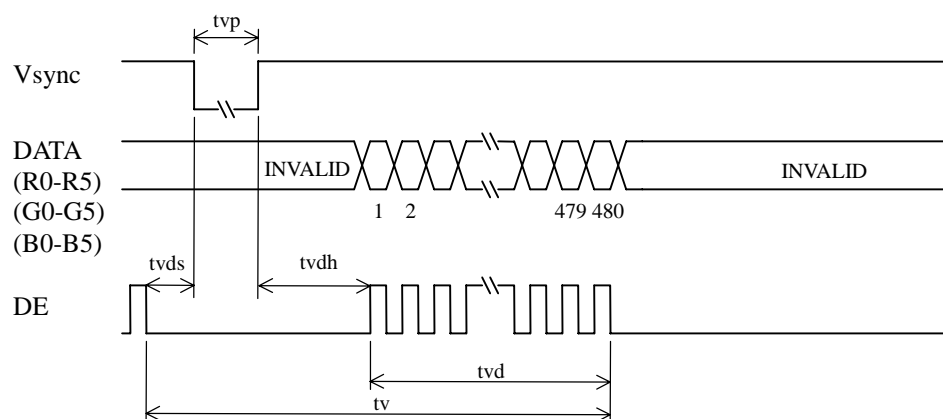 tvp
Vsync
DATA
(R0-R5)
(G0-G5)
(B0-B5)
INVALID
INVALID
1 2 479 480
tvds
tvdh
DE
tvd
tv